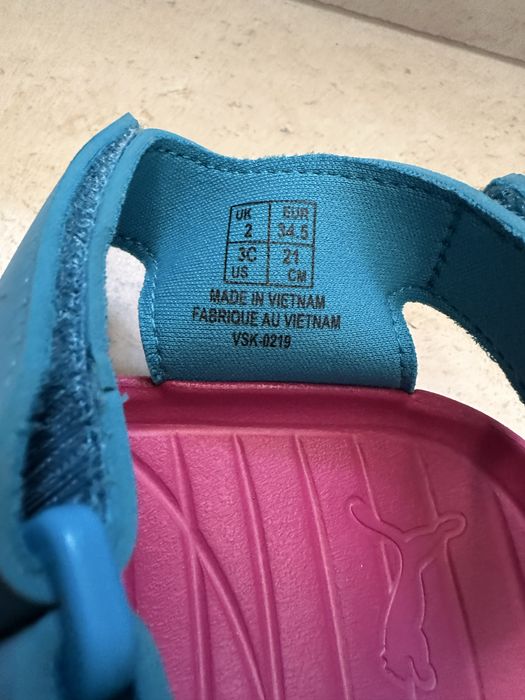 UK EUR
2 34.5
3C 21
US CM
MADE IN VIETNAM
FABRIQUE AU VIETNAM
VSK-0219